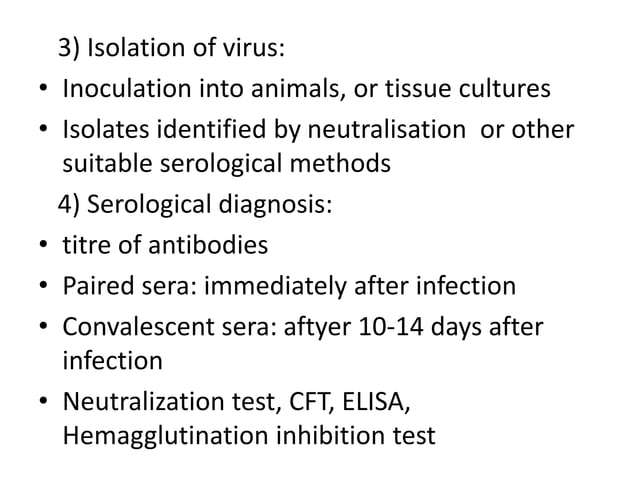 3) Isolation of virus:
• Inoculation into animals, or tissue cultures
• Isolates identified by neutralisation  or other
suitable serological methods
4) Serological diagnosis:
• titre of antibodies
• Paired sera: immediately after infection
• Convalescent sera: aftyer 10-14 days after
infection
• Neutralization test, CFT, ELISA,
Hemagglutination inhibition test